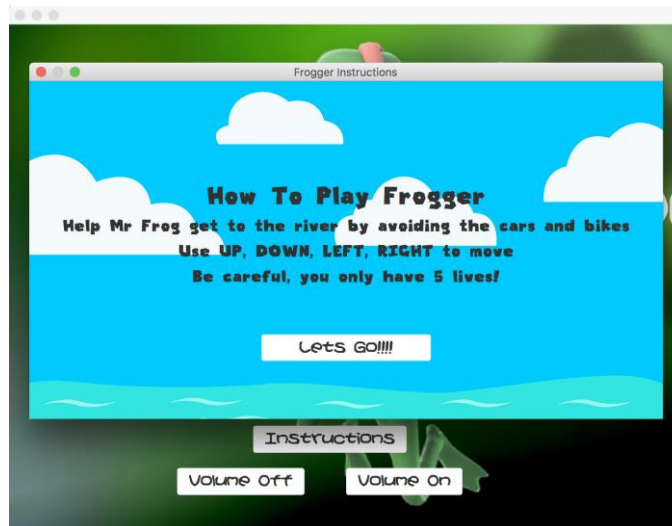 Frogger Instructions
How To Play Frogger
Help Mr Frog get to the river by avoiding the cars and bikes
Use UP, DOWN, LEFT, RIGHT to move
Be careful, you only have 5 lives!
Lets Go!!!!
Instructions
Volume Off
Volume On